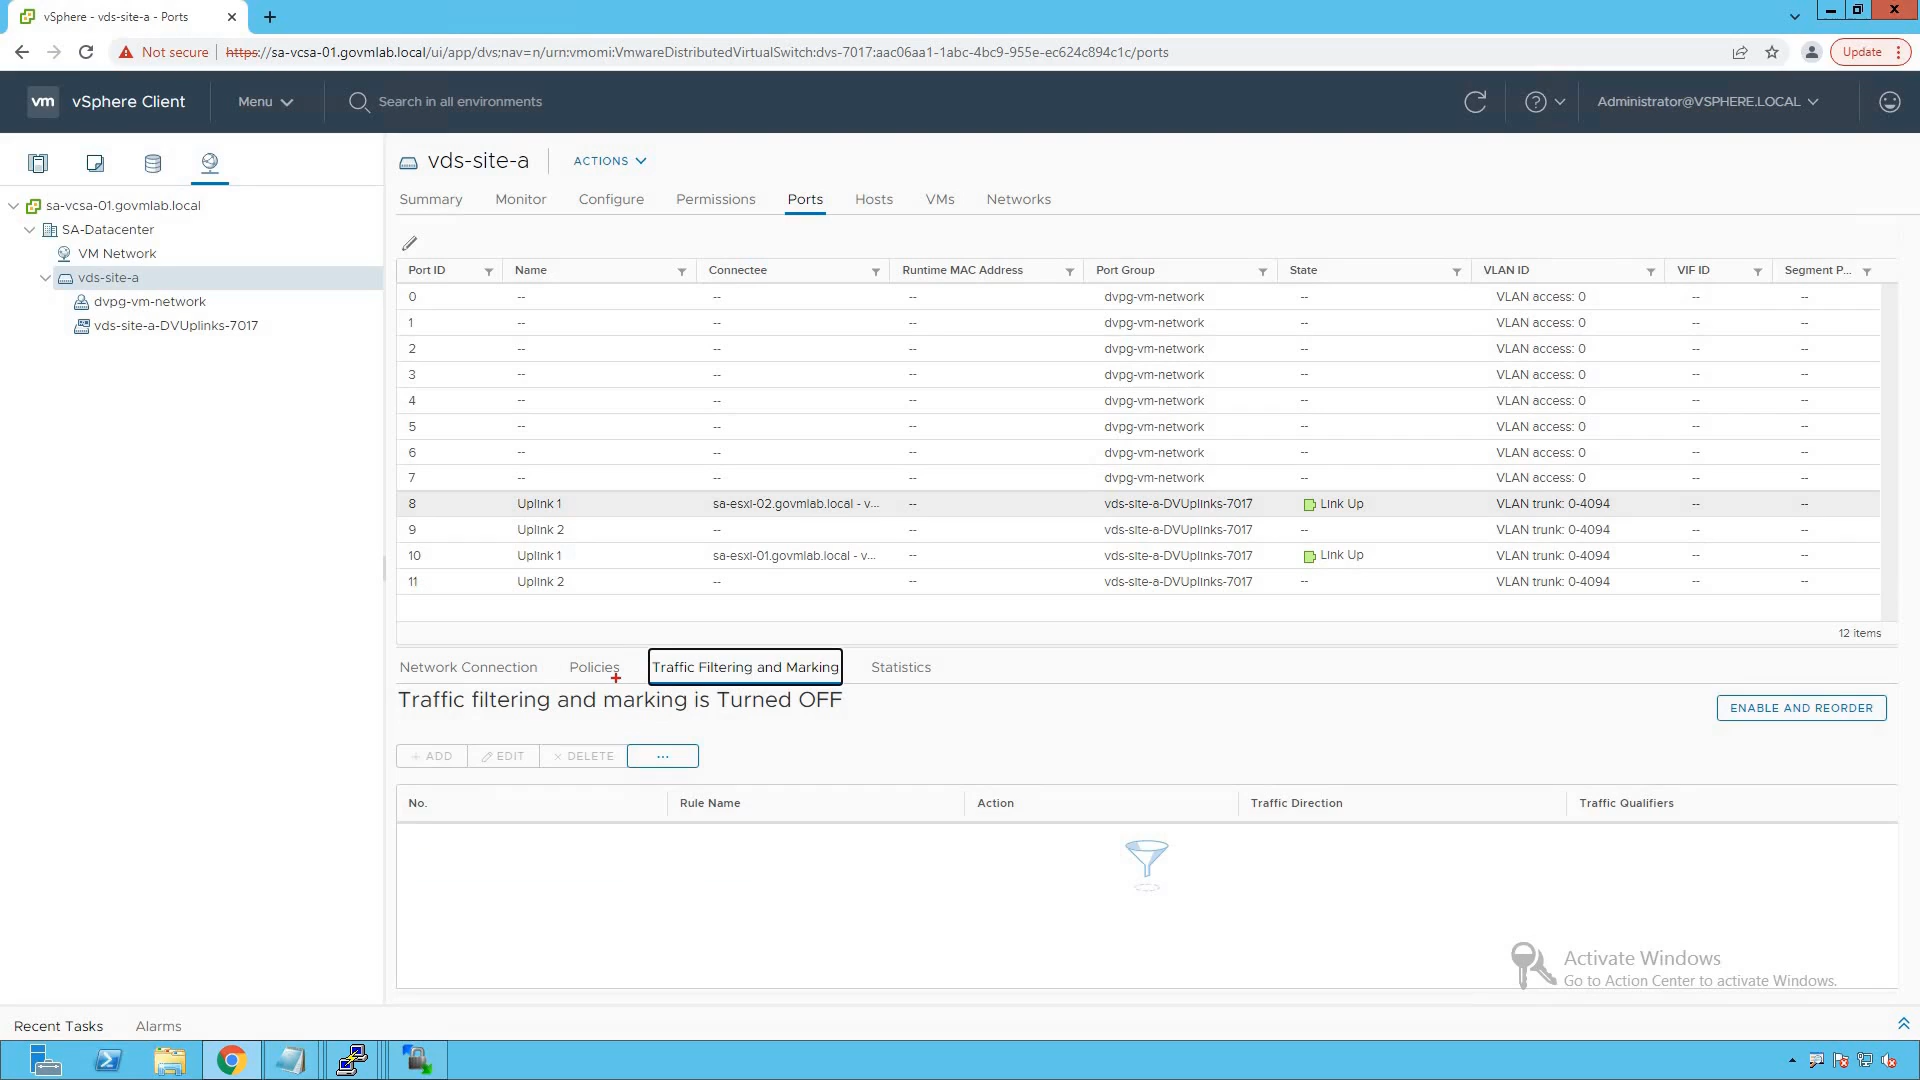 vSphere - vds-site-a - Ports
Not secure https://sa-vcsa-01.govmlab.local/ui/app/dvs;nav=n/urn:vmomi:VmwareDistributedVirtualSwitch:dvs-7017:aac06aa1-1abc-4bc9-955e-ec624c894c1c/ports Update
vm vSphere Client Menu Search in all environments Administrator@VSPHERE.LOCAL
vds-site-a ACTIONS
Summary Monitor Configure Permissions Ports Hosts VMs Networks
sa-vcsa-01.govmlab.local
SA-Datacenter
VM Network
vds-site-a
dvpg-vm-network
vds-site-a-DVUplinks-7017
Port ID Name Connectee Runtime MAC Address Port Group State VLAN ID VIF ID Segment P...
0 -- -- -- dvpg-vm-network -- VLAN access: 0 -- --
1 -- -- -- dvpg-vm-network -- VLAN access: 0 -- --
2 -- -- -- dvpg-vm-network -- VLAN access: 0 -- --
3 -- -- -- dvpg-vm-network -- VLAN access: 0 -- --
4 -- -- -- dvpg-vm-network -- VLAN access: 0 -- --
5 -- -- -- dvpg-vm-network -- VLAN access: 0 -- --
6 -- -- -- dvpg-vm-network -- VLAN access: 0 -- --
7 -- -- -- dvpg-vm-network -- VLAN access: 0 -- --
8 Uplink 1 sa-esxi-02.govmlab.local - v... -- vds-site-a-DVUplinks-7017 Link Up VLAN trunk: 0-4094 -- --
9 Uplink 2 -- -- vds-site-a-DVUplinks-7017 -- VLAN trunk: 0-4094 -- --
10 Uplink 1 sa-esxi-01.govmlab.local - v... -- vds-site-a-DVUplinks-7017 Link Up VLAN trunk: 0-4094 -- --
11 Uplink 2 -- -- vds-site-a-DVUplinks-7017 -- VLAN trunk: 0-4094 -- --
12 items
Network Connection Policies Traffic Filtering and Marking Statistics
Traffic filtering and marking is Turned OFF
ENABLE AND REORDER
+ ADD EDIT × DELETE ...
No. Rule Name Action Traffic Direction Traffic Qualifiers
Activate Windows
Go to Action Center to activate Windows.
Recent Tasks Alarms